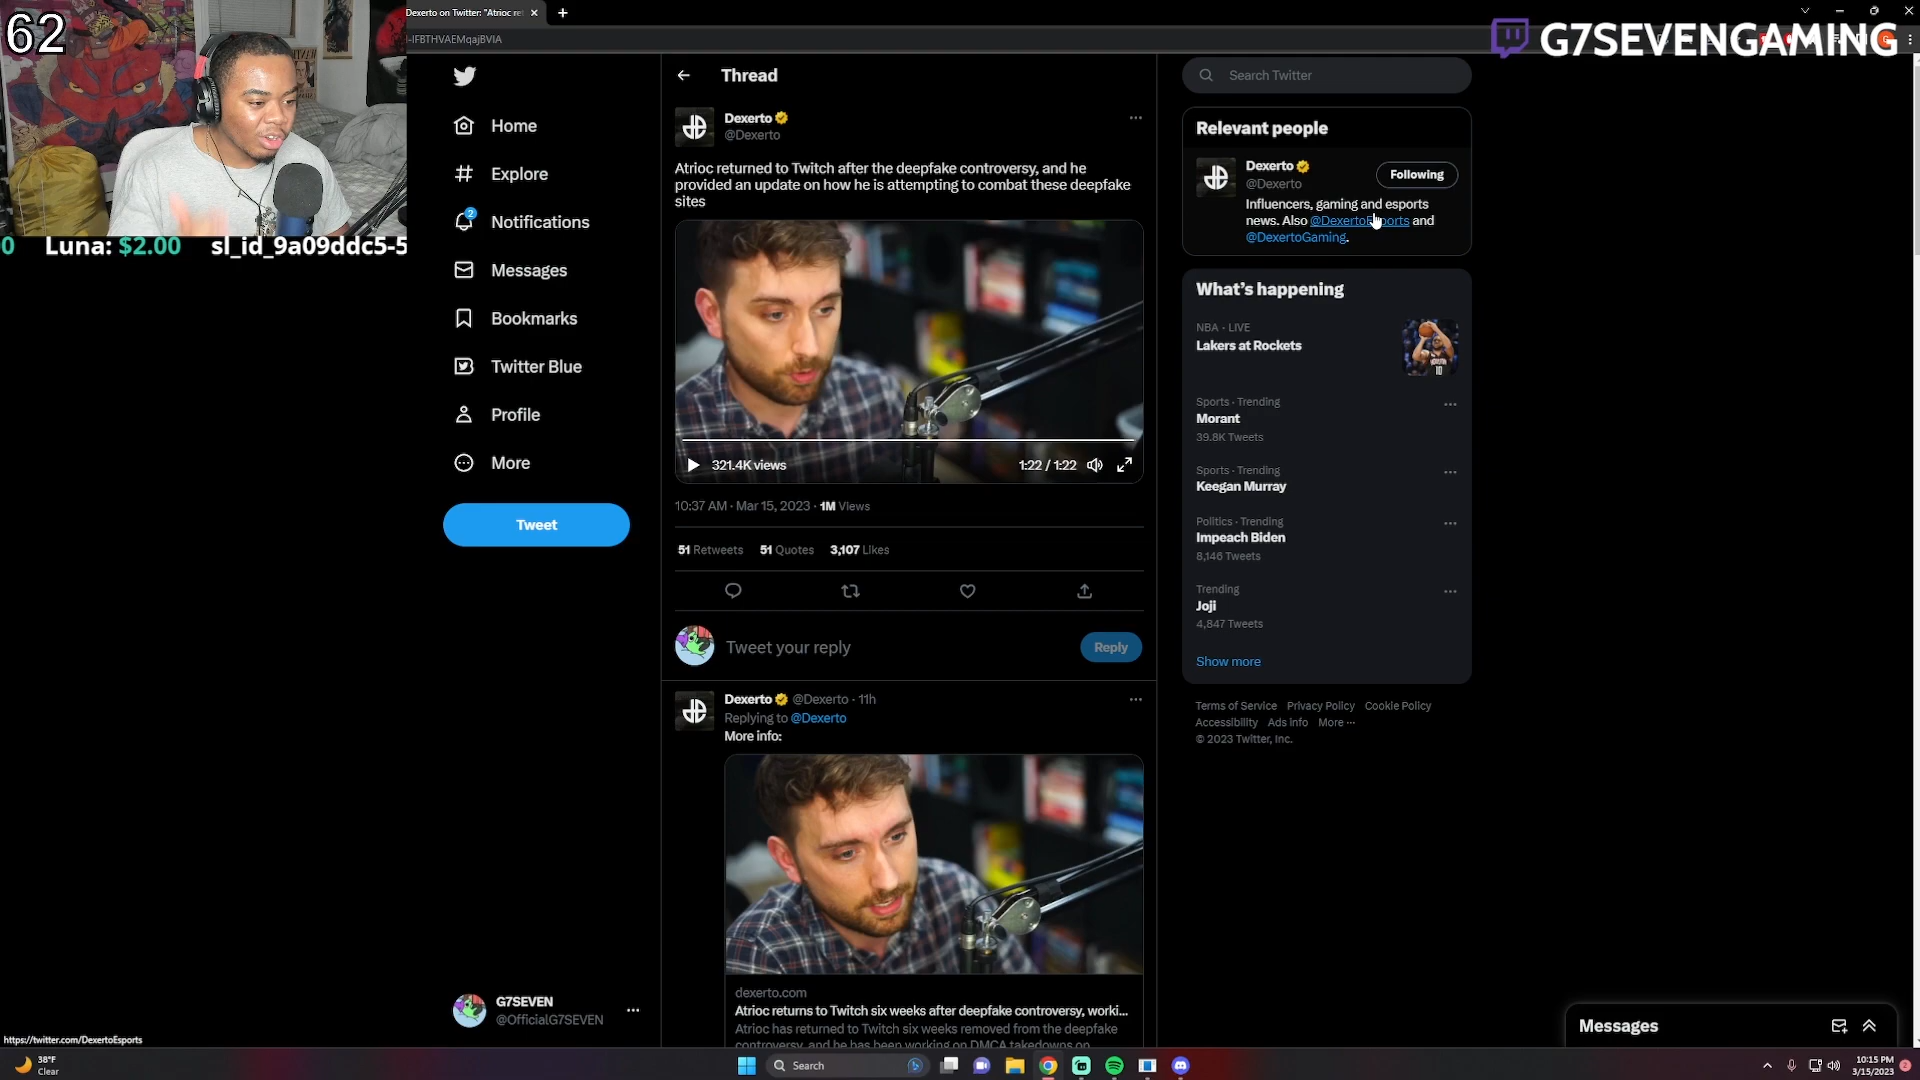 62
Luna: $2.00 sl_id_9a09ddc5-5
Dexerto on Twitter: "Atrioc re
-IFBTHVAEMqajBVIA
G7SEVENGAMING
Home
Explore
2
Notifications
Messages
Bookmarks
Twitter Blue
Profile
More
Tweet
G7SEVEN
@OfficialG7SEVEN
Thread
Dexerto
@Dexerto
Atrioc returned to Twitch after the deepfake controversy, and he
provided an update on how he is attempting to combat these deepfake
sites
321.4K views
1:22 / 1:22
10:37 AM · Mar 15, 2023 · 1M Views
51 Retweets 51 Quotes 3,107 Likes
Tweet your reply
Reply
Dexerto @Dexerto · 11h
Replying to @Dexerto
More info:
dexerto.com
Atrioc returns to Twitch six weeks after deepfake controversy, worki...
Atrioc has returned to Twitch six weeks removed from the deepfake
controversy, and he has been working on DMCA takedowns on
Search Twitter
Relevant people
Dexerto
@Dexerto
Following
Influencers, gaming and esports
news. Also @DexertoEsports and
@DexertoGaming.
What's happening
NBA · LIVE
Lakers at Rockets
Sports · Trending
Morant
39.8K Tweets
Sports · Trending
Keegan Murray
Politics · Trending
Impeach Biden
8,146 Tweets
Trending
Joji
4,847 Tweets
Show more
Terms of Service Privacy Policy Cookie Policy
Accessibility Ads info More ...
© 2023 Twitter, Inc.
Messages
https://twitter.com/DexertoEsports
38°F
Clear
Search
10:15 PM
3/15/2023